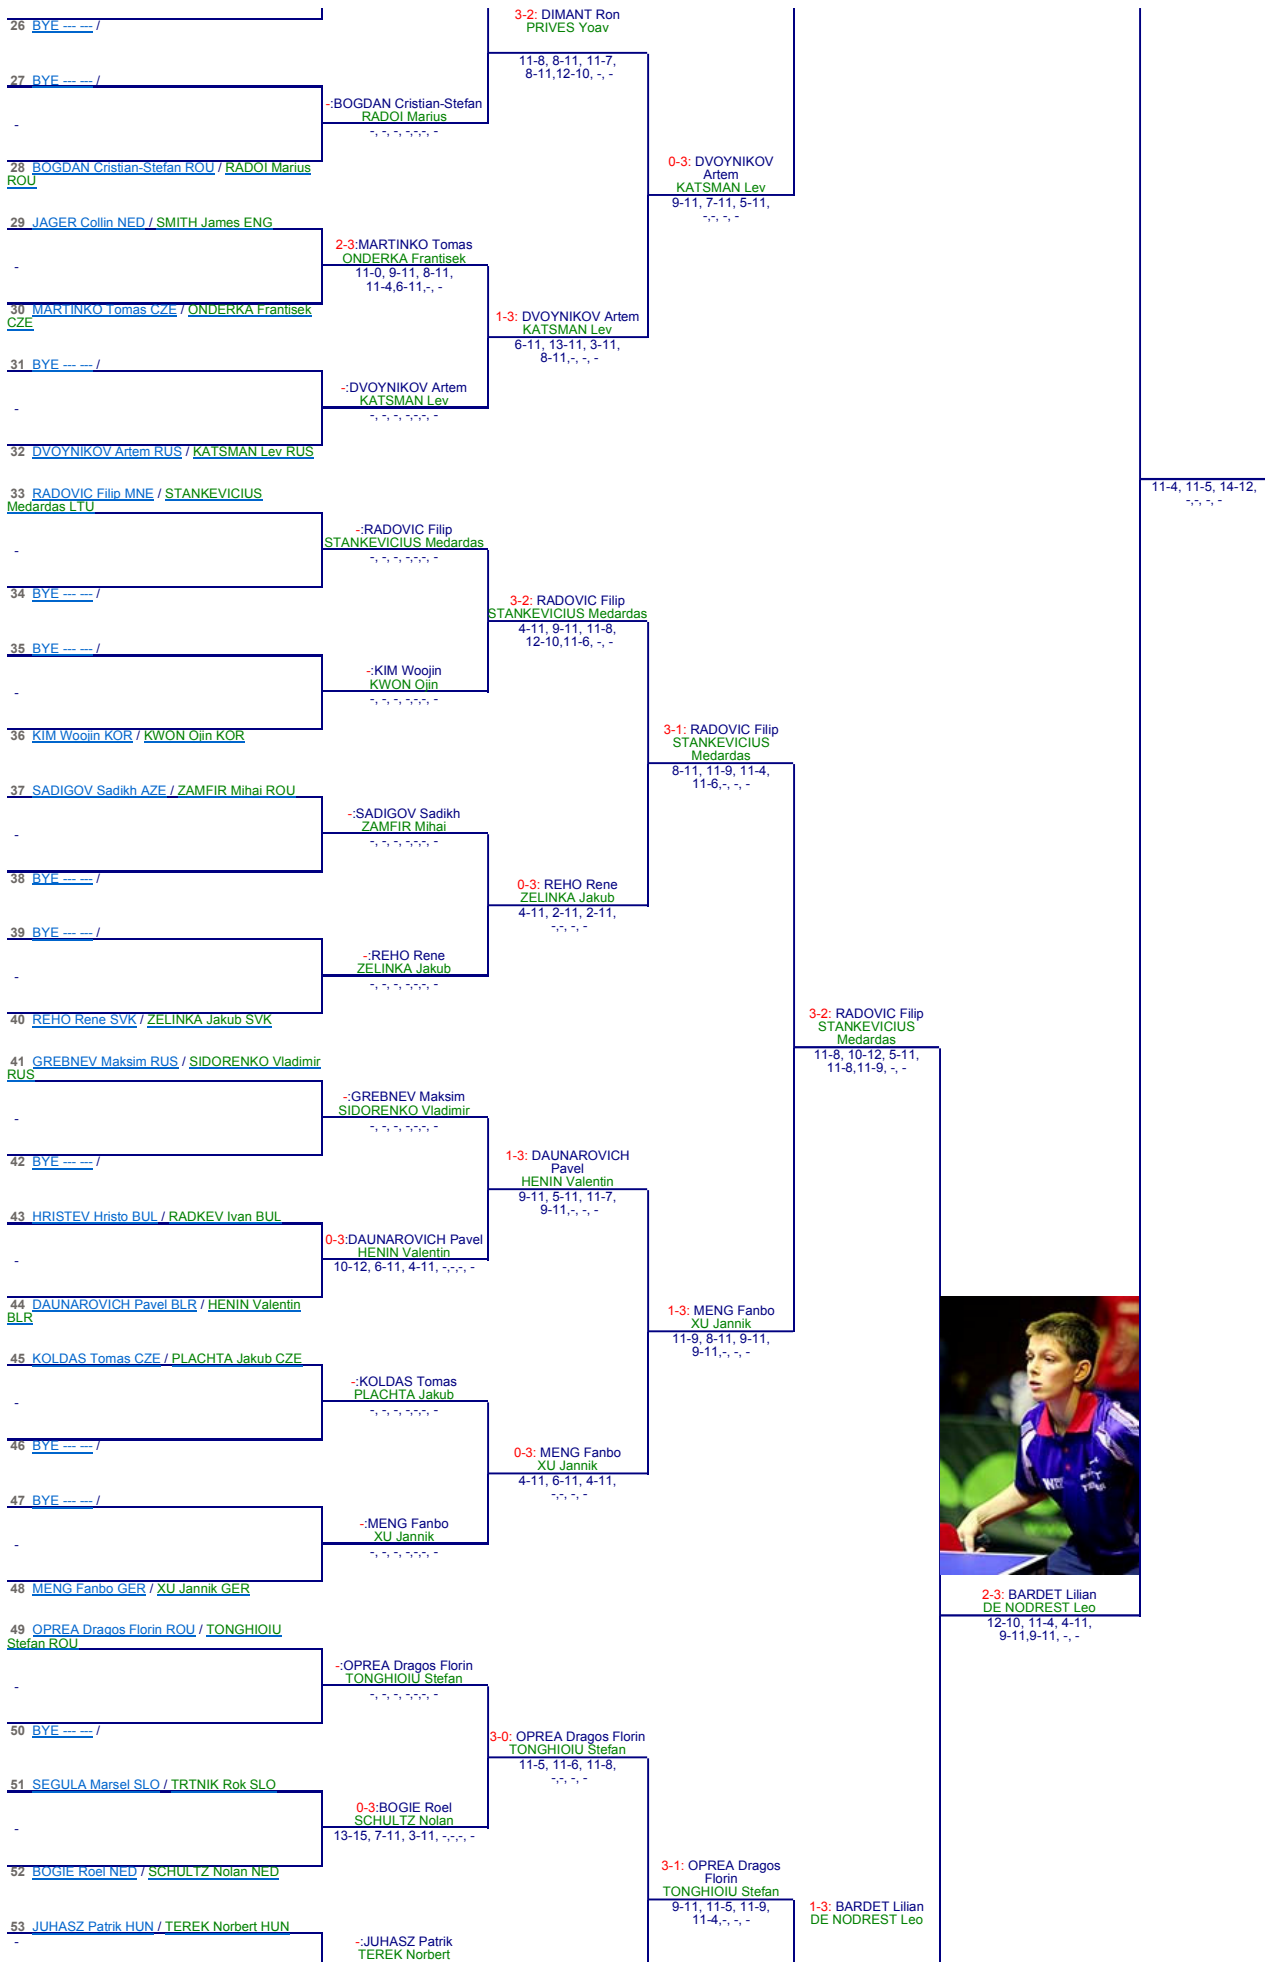 26 BYE --- --- /
3-2: DIMANT Ron
PRIVES Yoav
11-8, 8-11, 11-7,
8-11,12-10, -, -
27 BYE --- --- /
-
-:BOGDAN Cristian-Stefan
RADOI Marius
-, -, -, -,-,-, -
28 BOGDAN Cristian-Stefan ROU / RADOI Marius
ROU
0-3: DVOYNIKOV
Artem
KATSMAN Lev
9-11, 7-11, 5-11,
-,-, -, -
29 JAGER Collin NED / SMITH James ENG
-
2-3:MARTINKO Tomas
ONDERKA Frantisek
11-0, 9-11, 8-11,
11-4,6-11,-, -
30 MARTINKO Tomas CZE / ONDERKA Frantisek
CZE
1-3: DVOYNIKOV Artem
KATSMAN Lev
6-11, 13-11, 3-11,
8-11,-, -, -
31 BYE --- --- /
-
-:DVOYNIKOV Artem
KATSMAN Lev
-, -, -, -,-,-, -
32 DVOYNIKOV Artem RUS / KATSMAN Lev RUS
11-4, 11-5, 14-12,
-,-, -, -
33 RADOVIC Filip MNE / STANKEVICIUS
Medardas LTU
-
-:RADOVIC Filip
STANKEVICIUS Medardas
-, -, -, -,-,-, -
34 BYE --- --- /
3-2: RADOVIC Filip
STANKEVICIUS Medardas
4-11, 9-11, 11-8,
12-10,11-6, -, -
35 BYE --- --- /
-
-:KIM Woojin
KWON Ojin
-, -, -, -,-,-, -
36 KIM Woojin KOR / KWON Ojin KOR
3-1: RADOVIC Filip
STANKEVICIUS
Medardas
8-11, 11-9, 11-4,
11-6,-, -, -
37 SADIGOV Sadikh AZE / ZAMFIR Mihai ROU
-
-:SADIGOV Sadikh
ZAMFIR Mihai
-, -, -, -,-,-, -
38 BYE --- --- /
0-3: REHO Rene
ZELINKA Jakub
4-11, 2-11, 2-11,
-,-, -, -
39 BYE --- --- /
-
-:REHO Rene
ZELINKA Jakub
-, -, -, -,-,-, -
40 REHO Rene SVK / ZELINKA Jakub SVK
3-2: RADOVIC Filip
STANKEVICIUS
Medardas
11-8, 10-12, 5-11,
11-8,11-9, -, -
41 GREBNEV Maksim RUS / SIDORENKO Vladimir
RUS
-
-:GREBNEV Maksim
SIDORENKO Vladimir
-, -, -, -,-,-, -
42 BYE --- --- /
1-3: DAUNAROVICH
Pavel
HENIN Valentin
9-11, 5-11, 11-7,
9-11,-, -, -
43 HRISTEV Hristo BUL / RADKEV Ivan BUL
-
0-3:DAUNAROVICH Pavel
HENIN Valentin
10-12, 6-11, 4-11, -,-,-, -
44 DAUNAROVICH Pavel BLR / HENIN Valentin
BLR
1-3: MENG Fanbo
XU Jannik
11-9, 8-11, 9-11,
9-11,-, -, -
45 KOLDAS Tomas CZE / PLACHTA Jakub CZE
-
-:KOLDAS Tomas
PLACHTA Jakub
-, -, -, -,-,-, -
46 BYE --- --- /
0-3: MENG Fanbo
XU Jannik
4-11, 6-11, 4-11,
-,-, -, -
47 BYE --- --- /
-
-:MENG Fanbo
XU Jannik
-, -, -, -,-,-, -
48 MENG Fanbo GER / XU Jannik GER
2-3: BARDET Lilian
DE NODREST Leo
12-10, 11-4, 4-11,
9-11,9-11, -, -
49 OPREA Dragos Florin ROU / TONGHIOIU
Stefan ROU
-
-:OPREA Dragos Florin
TONGHIOIU Stefan
-, -, -, -,-,-, -
50 BYE --- --- /
3-0: OPREA Dragos Florin
TONGHIOIU Stefan
11-5, 11-6, 11-8,
-,-, -, -
51 SEGULA Marsel SLO / TRTNIK Rok SLO
-
0-3:BOGIE Roel
SCHULTZ Nolan
13-15, 7-11, 3-11, -,-,-, -
52 BOGIE Roel NED / SCHULTZ Nolan NED
3-1: OPREA Dragos
Florin
TONGHIOIU Stefan
9-11, 11-5, 11-9,
11-4,-, -, -
1-3: BARDET Lilian
DE NODREST Leo
53 JUHASZ Patrik HUN / TEREK Norbert HUN
-
-:JUHASZ Patrik
TEREK Norbert